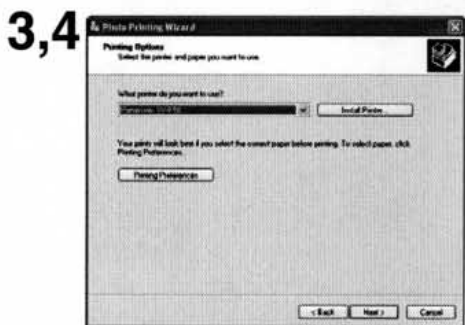 3,4
Photo Printing Wizard
Printing Options
Select the printer and paper you want to use.
What printer do you want to use?
Panasonic
Install Printer...
Your prints will look best if you select the correct paper before printing. To select paper, click
Printing Preferences.
Printing Preferences
< Back Next > Cancel